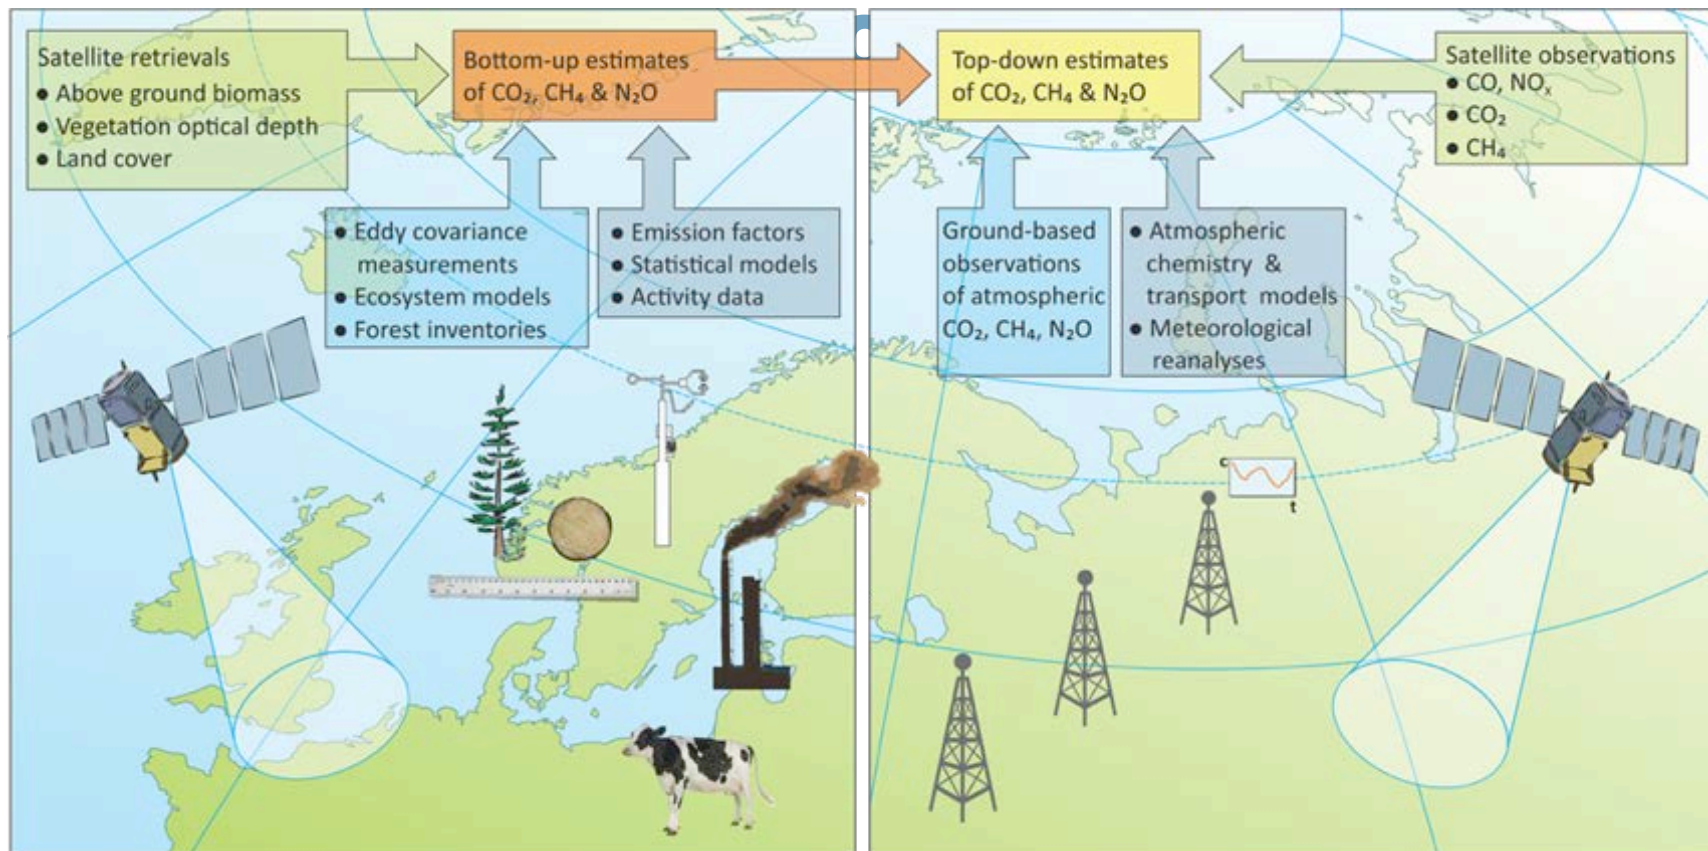 Satellite retrievals
● Above ground biomass
● Vegetation optical depth
● Land cover
Bottom-up estimates
of CO₂, CH₄ & N₂O
● Eddy covariance
measurements
● Ecosystem models
● Forest inventories
● Emission factors
● Statistical models
● Activity data
Top-down estimates
of CO₂, CH₄ & N₂O
Satellite observations
● CO, NOₓ
● CO₂
● CH₄
Ground-based
observations
of atmospheric
CO₂, CH₄, N₂O
● Atmospheric
chemistry &
transport models
● Meteorological
reanalyses
c
t